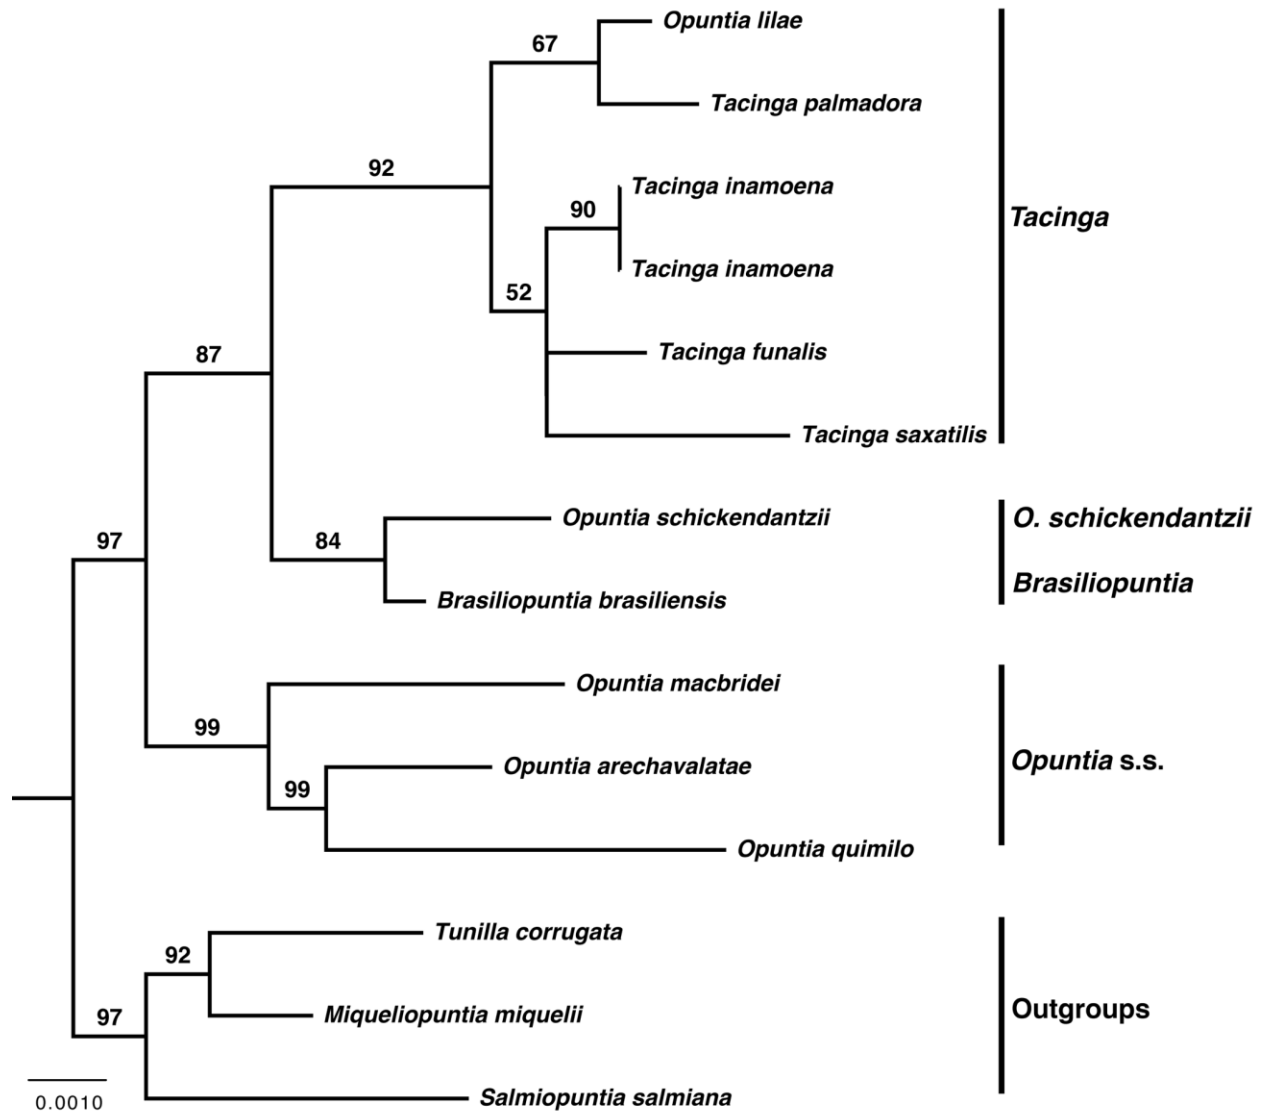 Opuntia lilae
67
Tacinga palmadora
92
Tacinga inamoena
90
Tacinga
Tacinga inamoena
52
Tacinga funalis
87
Tacinga saxatilis
Opuntia schickendantzii
O. schickendantzii
97
84
Brasiliopuntia
Brasiliopuntia brasiliensis
Opuntia macbridei
99
Opuntia s.s.
Opuntia arechavalatae
99
Opuntia quimilo
Tunilla corrugata
92
Outgroups
Miqueliopuntia miquelii
97
Salmiopuntia salmiana
0.0010